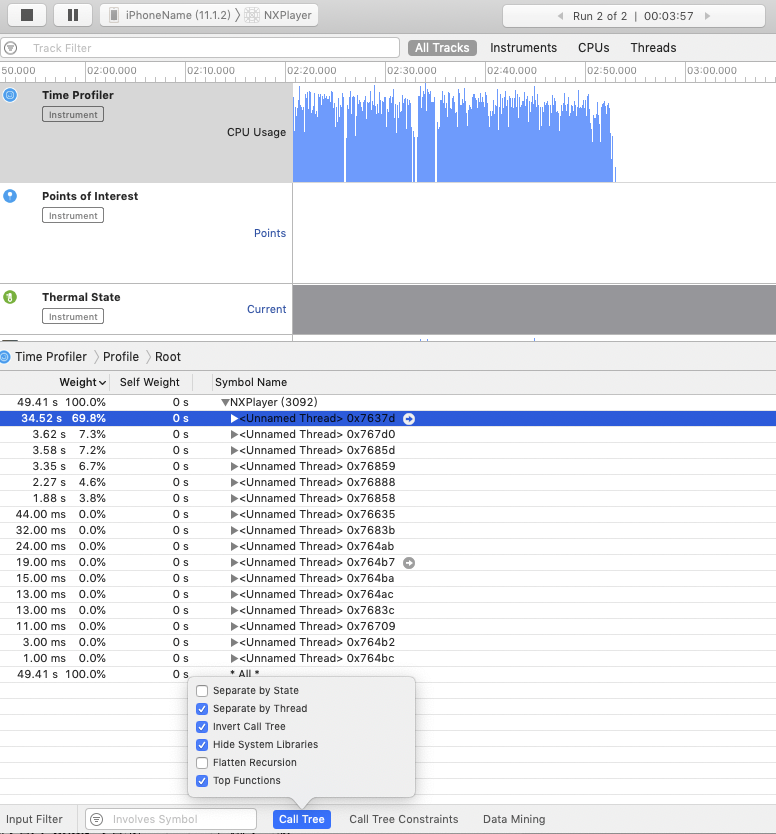 iPhoneName (11.1.2) 〉 NXPlayer
Run 2 of 2 | 00:03:57
Track Filter
All Tracks Instruments CPUs Threads
50.000 02:00.000 02:10.000 02:20.000 02:30.000 02:40.000 02:50.000 03:00.000
Time Profiler
Instrument
CPU Usage
Points of Interest
Instrument
Points
Thermal State
Instrument
Current
Time Profiler 〉 Profile 〉 Root
Weight Self Weight Symbol Name
49.41 s 100.0% 0 s NXPlayer (3092)
34.52 s 69.8% 0 s <Unnamed Thread> 0x7637d
3.62 s 7.3% 0 s <Unnamed Thread> 0x767d0
3.58 s 7.2% 0 s <Unnamed Thread> 0x7685d
3.35 s 6.7% 0 s <Unnamed Thread> 0x76859
2.27 s 4.6% 0 s <Unnamed Thread> 0x76888
1.88 s 3.8% 0 s <Unnamed Thread> 0x76858
44.00 ms 0.0% 0 s <Unnamed Thread> 0x76635
32.00 ms 0.0% 0 s <Unnamed Thread> 0x7683b
24.00 ms 0.0% 0 s <Unnamed Thread> 0x764ab
19.00 ms 0.0% 0 s <Unnamed Thread> 0x764b7
15.00 ms 0.0% 0 s <Unnamed Thread> 0x764ba
13.00 ms 0.0% 0 s <Unnamed Thread> 0x764ac
13.00 ms 0.0% 0 s <Unnamed Thread> 0x7683c
11.00 ms 0.0% 0 s <Unnamed Thread> 0x76709
3.00 ms 0.0% 0 s <Unnamed Thread> 0x764b2
1.00 ms 0.0% 0 s <Unnamed Thread> 0x764bc
49.41 s 100.0% 0 s * All *
Separate by State
Separate by Thread
Invert Call Tree
Hide System Libraries
Flatten Recursion
Top Functions
Input Filter Involves Symbol Call Tree Call Tree Constraints Data Mining